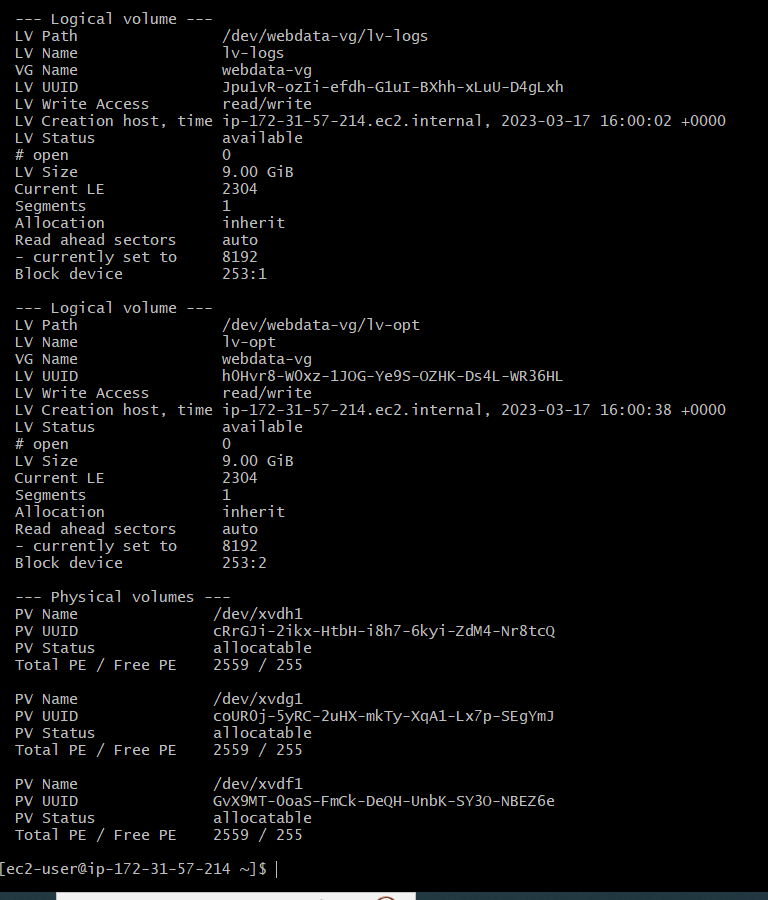 --- Logical volume ---
LV Path                /dev/webdata-vg/lv-logs
LV Name                lv-logs
VG Name                webdata-vg
LV UUID                Jpu1vR-ozIi-efdh-G1uI-BXhh-xLuU-D4gLxh
LV Write Access        read/write
LV Creation host, time ip-172-31-57-214.ec2.internal, 2023-03-17 16:00:02 +0000
LV Status              available
# open                 0
LV Size                9.00 GiB
Current LE             2304
Segments               1
Allocation             inherit
Read ahead sectors     auto
- currently set to     8192
Block device           253:1
--- Logical volume ---
LV Path                /dev/webdata-vg/lv-opt
LV Name                lv-opt
VG Name                webdata-vg
LV UUID                h0Hvr8-W0xz-1JOG-Ye9S-OZHK-Ds4L-WR36HL
LV Write Access        read/write
LV Creation host, time ip-172-31-57-214.ec2.internal, 2023-03-17 16:00:38 +0000
LV Status              available
# open                 0
LV Size                9.00 GiB
Current LE             2304
Segments               1
Allocation             inherit
Read ahead sectors     auto
- currently set to     8192
Block device           253:2
--- Physical volumes ---
PV Name               /dev/xvdh1
PV UUID               cRrGJi-2ikx-HtbH-i8h7-6kyi-ZdM4-Nr8tcQ
PV Status             allocatable
Total PE / Free PE    2559 / 255
PV Name               /dev/xvdg1
PV UUID               coUR0j-5yRC-2uHX-mkTy-XqA1-Lx7p-SEgYmJ
PV Status             allocatable
Total PE / Free PE    2559 / 255
PV Name               /dev/xvdf1
PV UUID               GvX9MT-0oaS-FmCk-DeQH-UnbK-SY3O-NBEZ6e
PV Status             allocatable
Total PE / Free PE    2559 / 255
[ec2-user@ip-172-31-57-214 ~]$